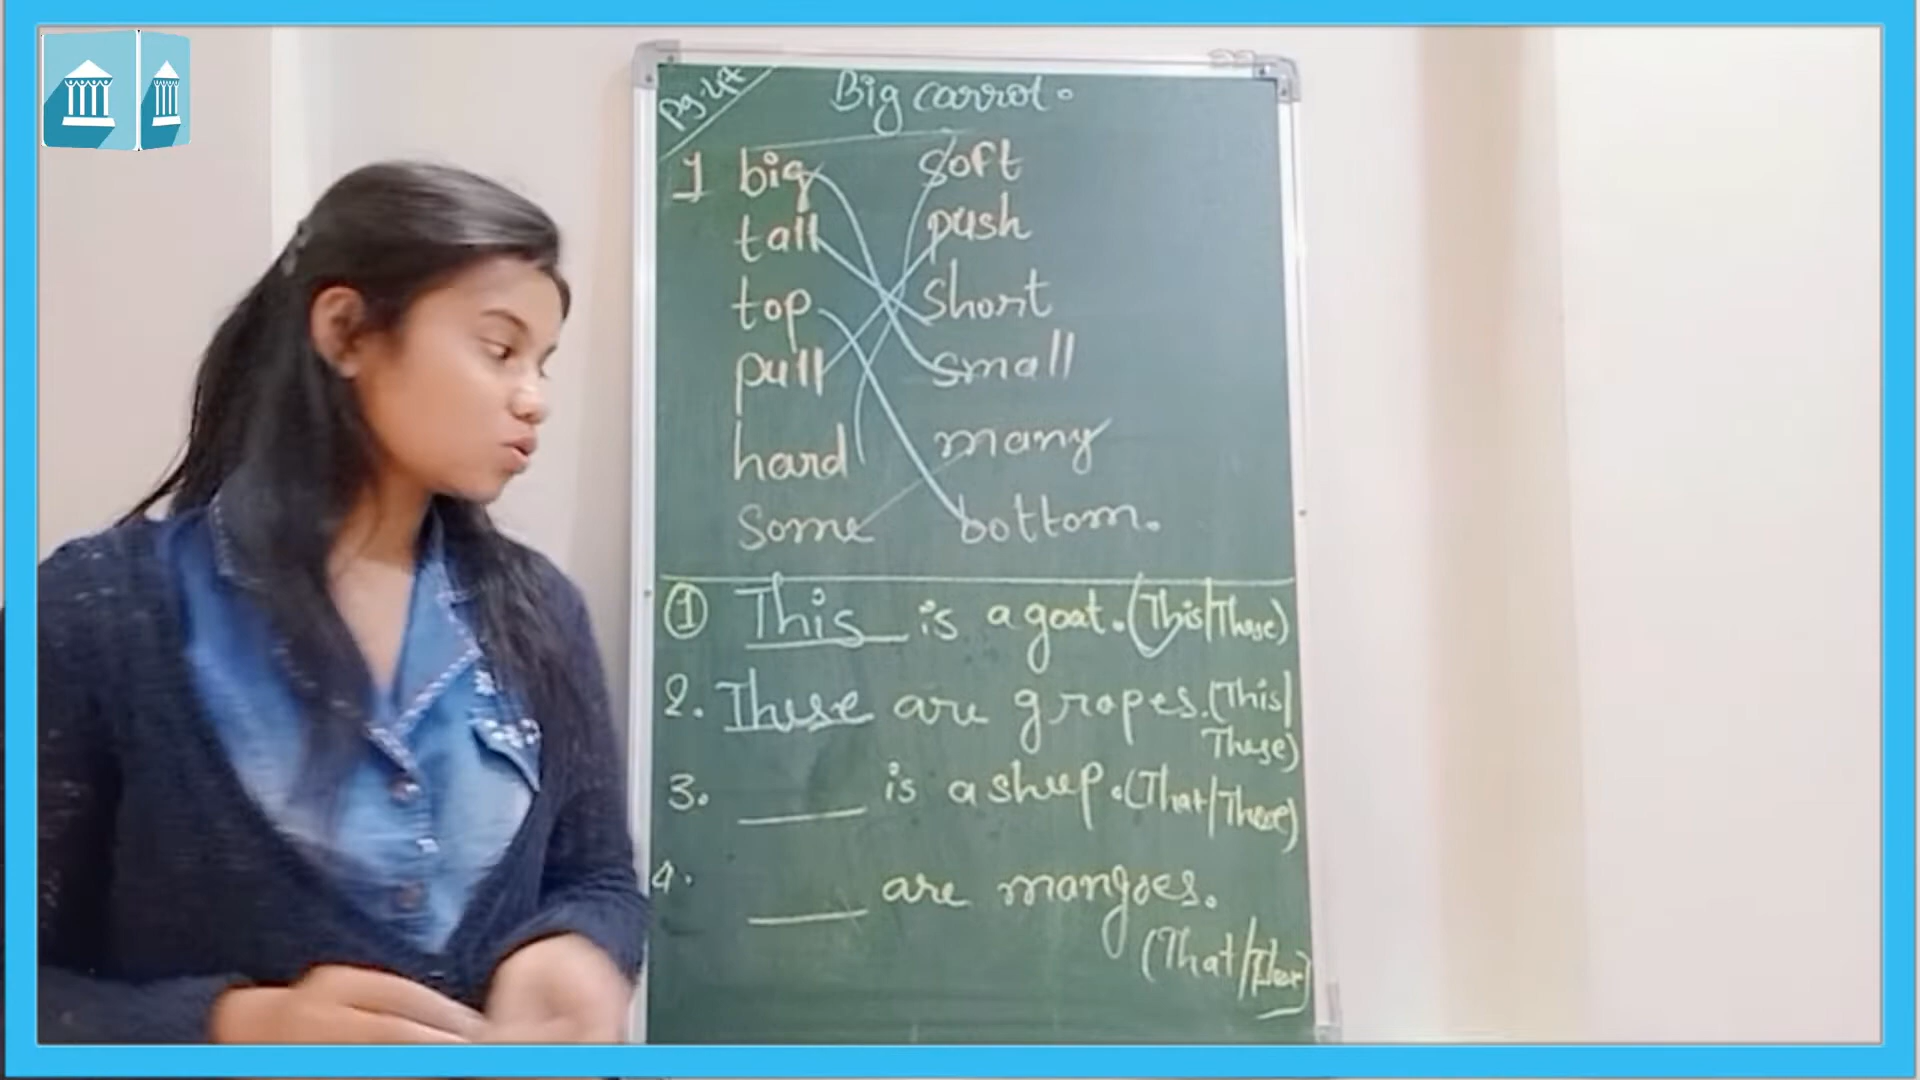 Pg.47
Big carrot.
1 big soft
tall push
top short
pull small
hard many
Some bottom.
1 This is a goat. (This/These)
2. These are grapes. (This/
These)
3. ____ is a sheep. (That/These)
4. ____ are mangoes.
(That/